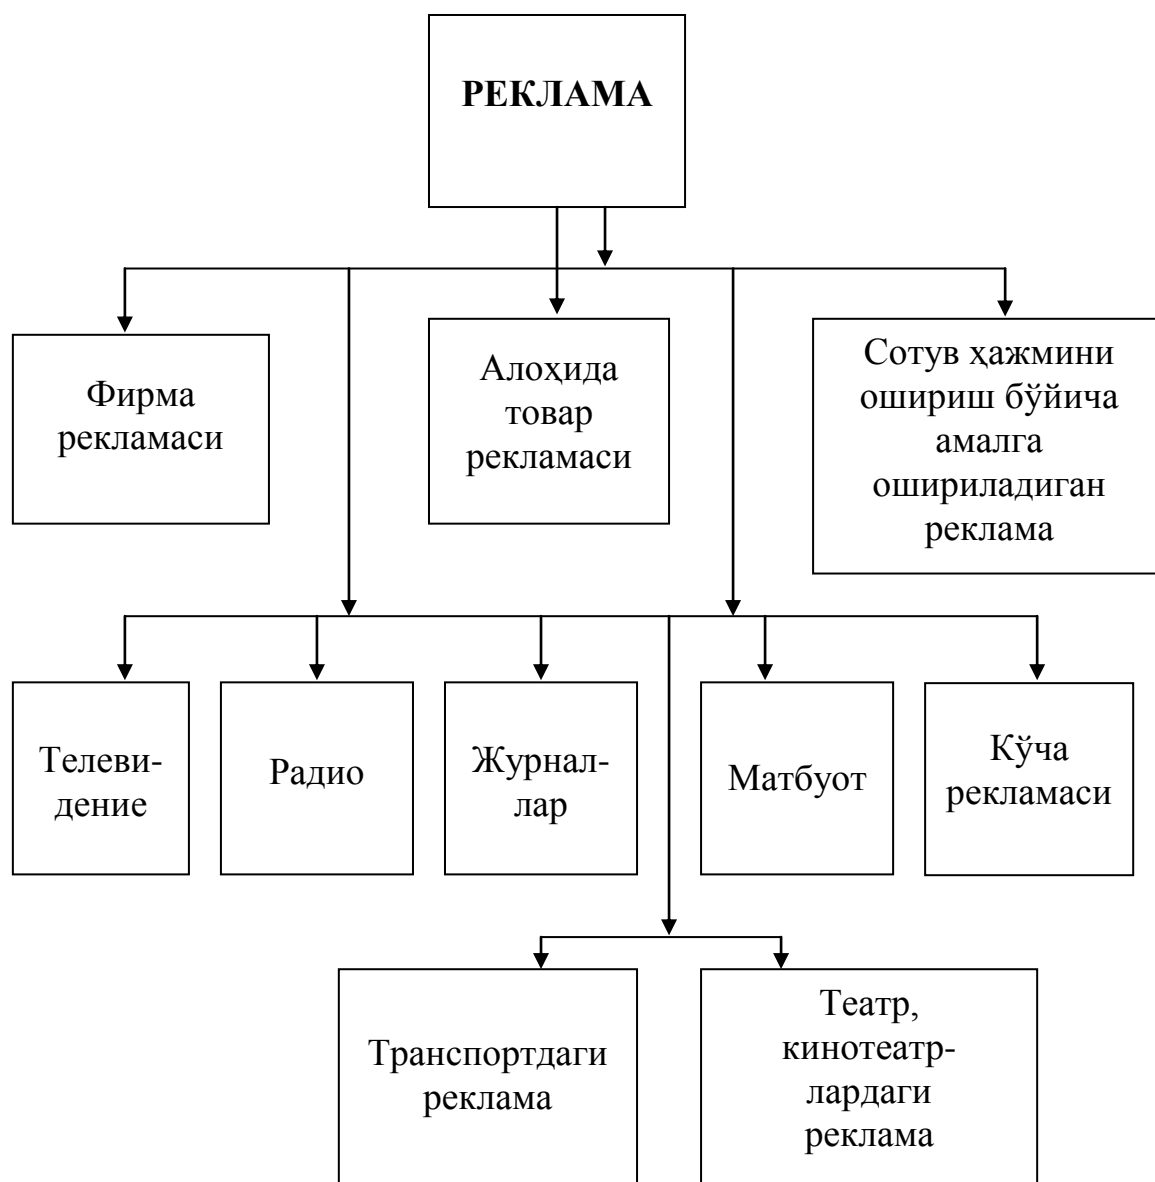 РЕКЛАМА
Фирма
рекламаси
Алоҳида
товар
рекламаси
Сотув ҳажмини
ошириш бўйича
амалга
ошириладиган
реклама
Телеви-
дение
Радио
Журнал-
лар
Матбуот
Кўча
рекламаси
Транспортдаги
реклама
Театр,
кинотеатр-
лардаги
реклама